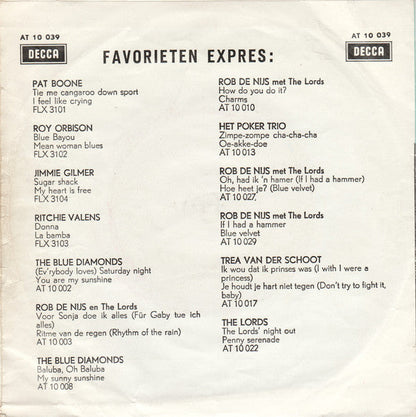 AT 10 039
AT 10 039
DECCA
DECCA
FAVORIETEN EXPRES:
PAT BOONE
Tie me cangaroo down sport
I feel like crying
FLX 3101
ROY ORBISON
Blue Bayou
Mean woman blues
FLX 3102
JIMMIE GILMER
Sugar shack
My heart is free
FLX 3104
RITCHIE VALENS
Donna
La bamba
FLX 3103
THE BLUE DIAMONDS
(Ev'rybody loves) Saturday night
You are my sunshine
AT 10 002
ROB DE NIJS en The Lords
Voor Sonja doe ik alles (Für Gaby tue ich
alles)
Ritme van de regen (Rhythm of the rain)
AT 10 003
THE BLUE DIAMONDS
Baluba, Oh Baluba
My sunny sunshine
AT 10 008
ROB DE NIJS met The Lords
How do you do it?
Charms
AT 10 010
HET POKER TRIO
Zimpe-zompe cha-cha-cha
Oe-akke-doe
AT 10 013
ROB DE NIJS met The Lords
Oh, had ik 'n hamer (If I had a hammer)
Hoe heet je? (Blue velvet)
AT 10 027
ROB DE NIJS met The Lords
If I had a hammer
Blue velvet
AT 10 029
TREA VAN DER SCHOOT
Ik wou dat ik prinses was (I with I were a
princess)
Je houdt je hart niet tegen (Don't try to fight it,
baby)
AT 10 017
THE LORDS
The Lords' night out
Penny serenade
AT 10 022